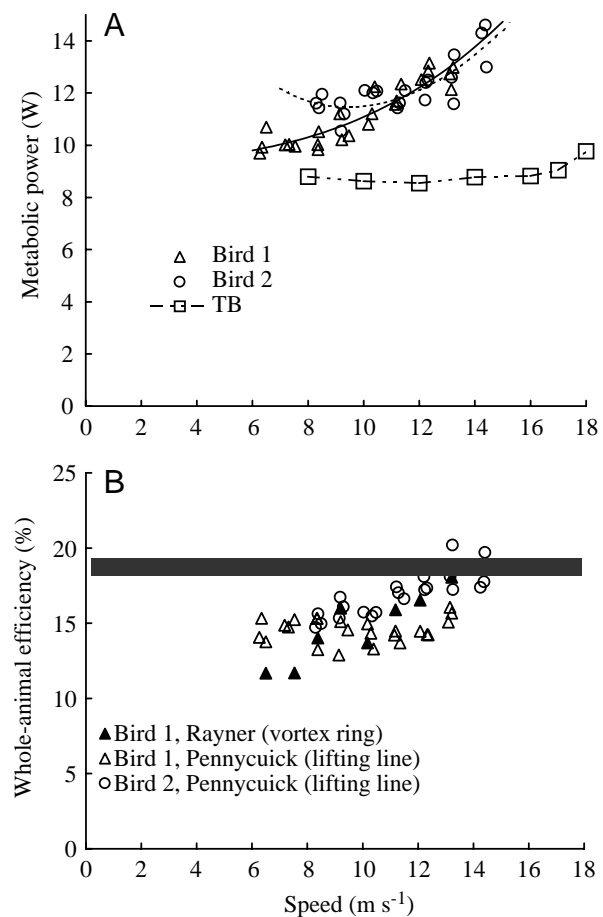 A
Metabolic power (W)
14
12
10
8
6
4
2
0
Bird 1
Bird 2
TB
0 2 4 6 8 10 12 14 16 18
B
Whole-animal efficiency (%)
25
20
15
10
5
0
Bird 1, Rayner (vortex ring)
Bird 1, Pennycuick (lifting line)
Bird 2, Pennycuick (lifting line)
0 2 4 6 8 10 12 14 16 18
Speed (m s-1)